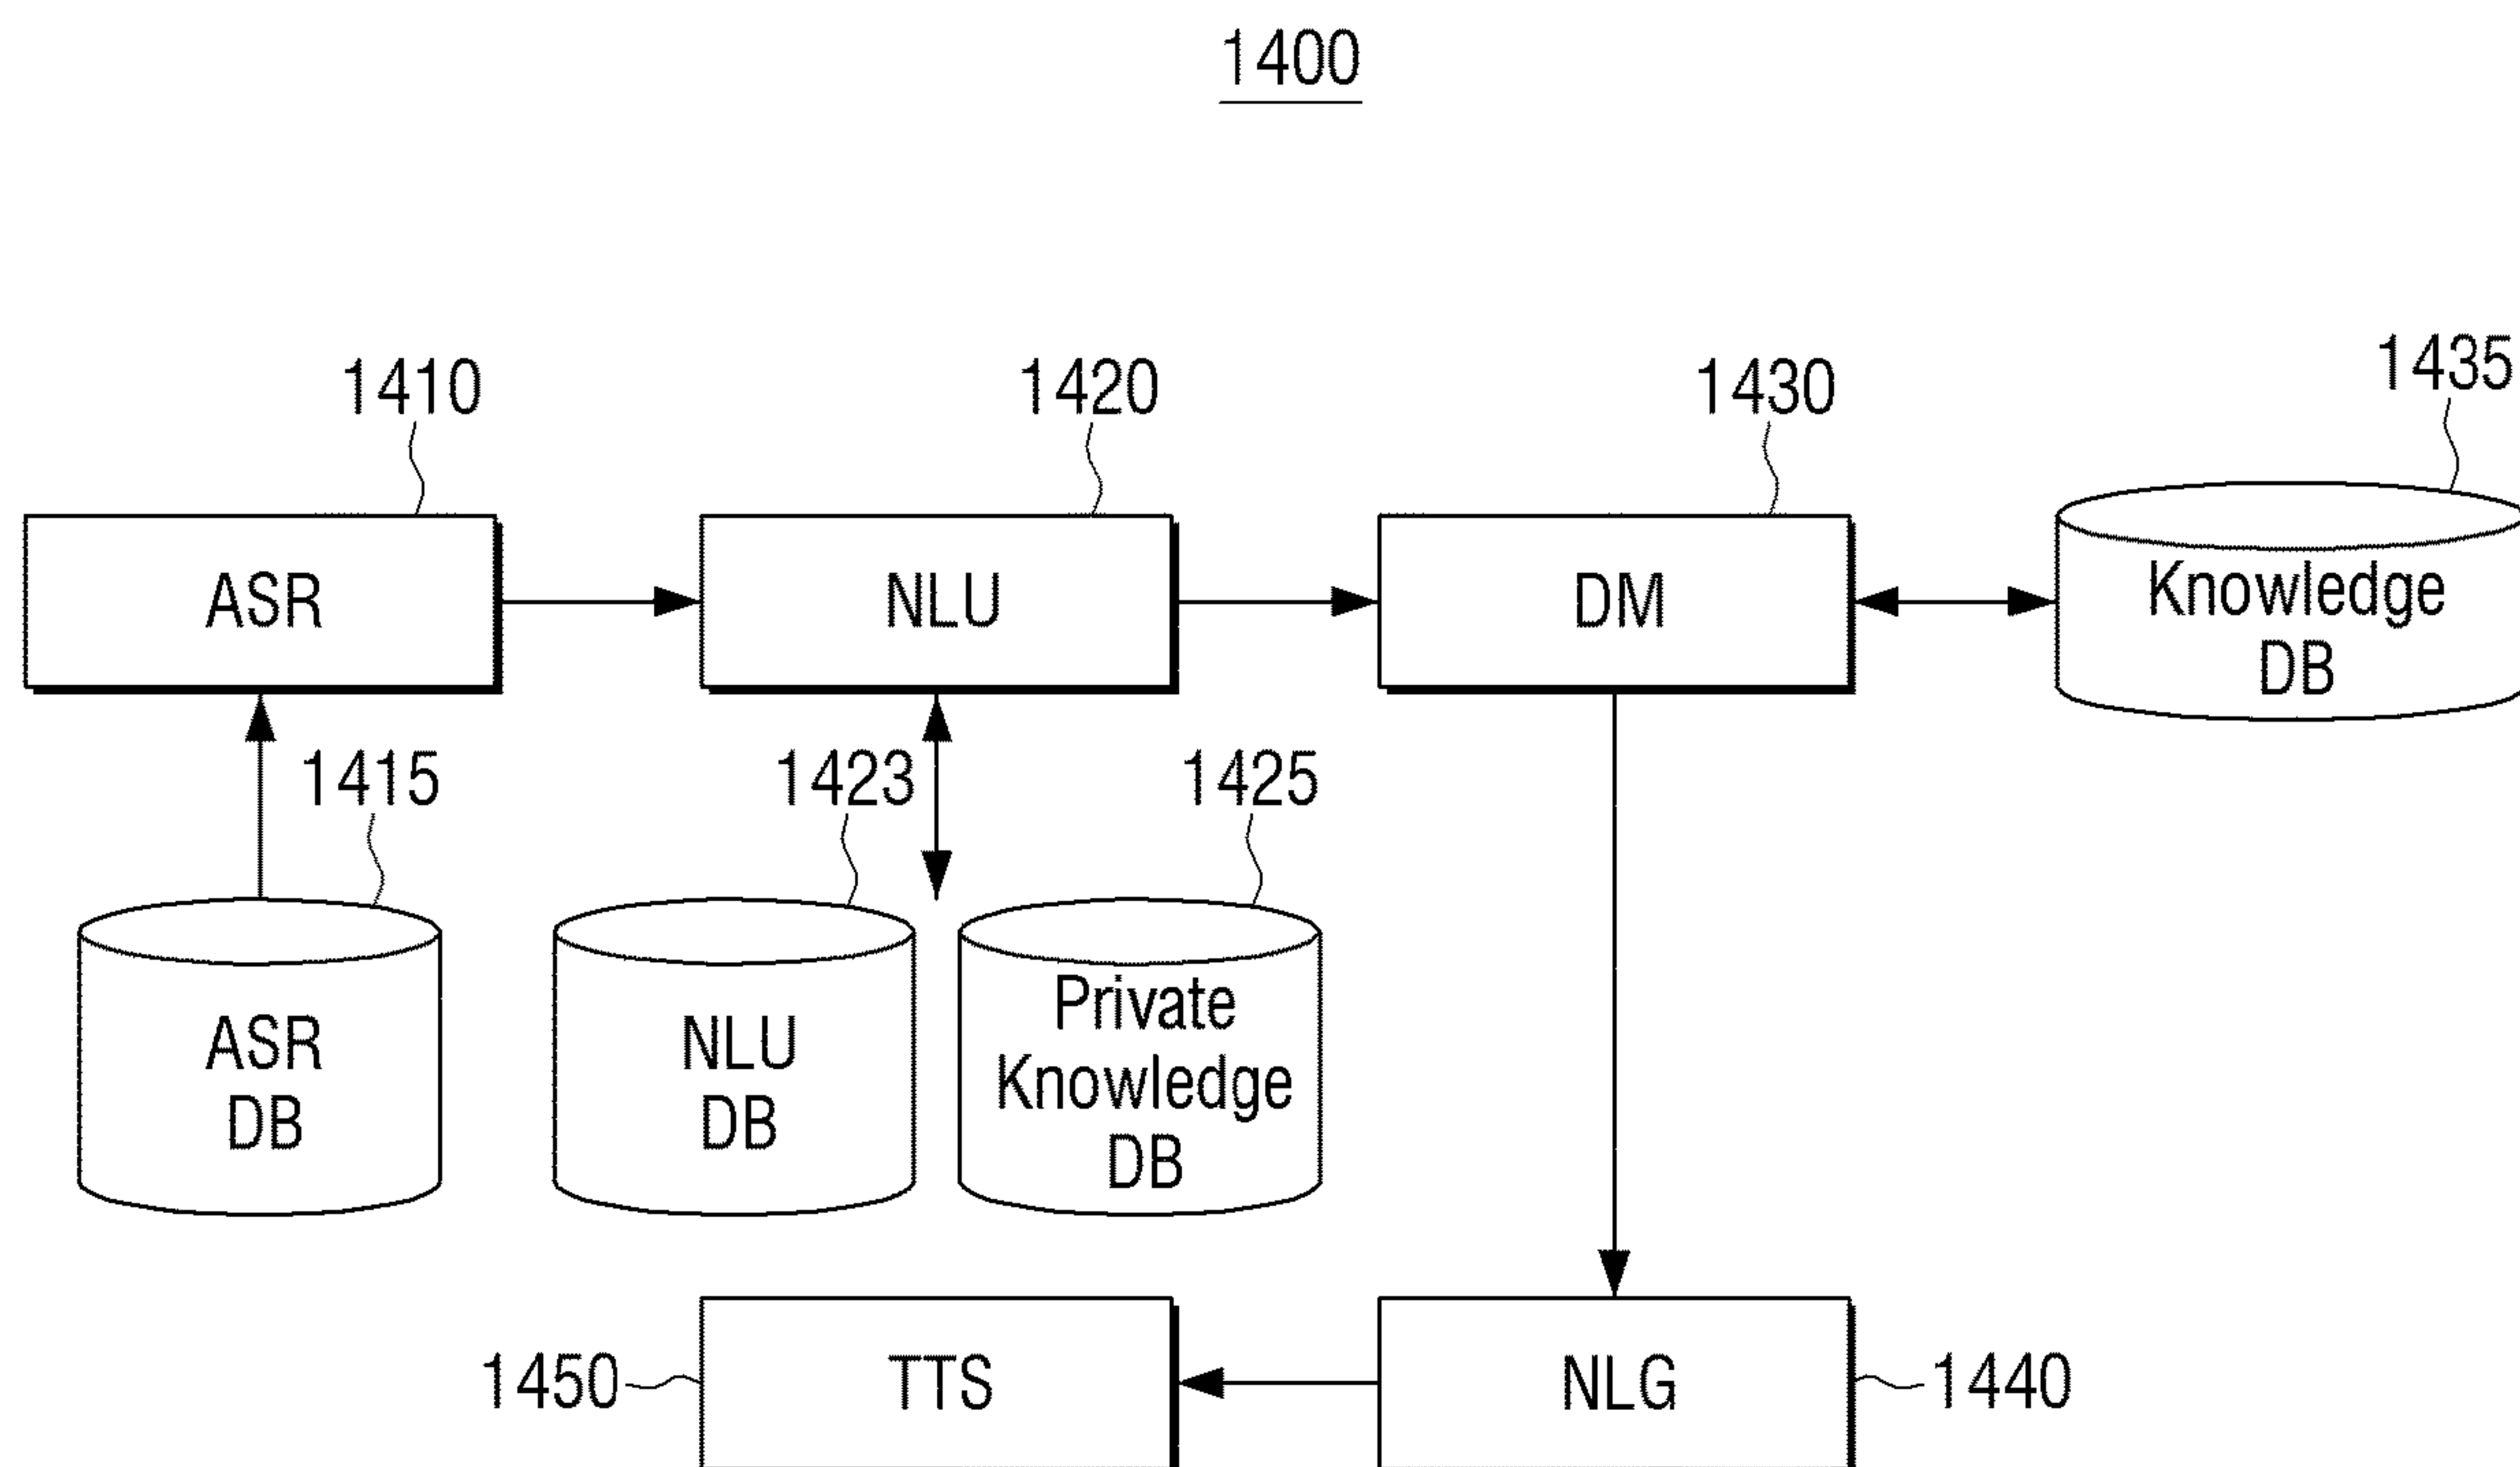 1400
1410
1420
1430
1435
ASR
NLU
DM
Knowledge
DB
1415
1423
1425
ASR
DB
NLU
DB
Private
Knowledge
DB
1450
TTS
NLG
1440